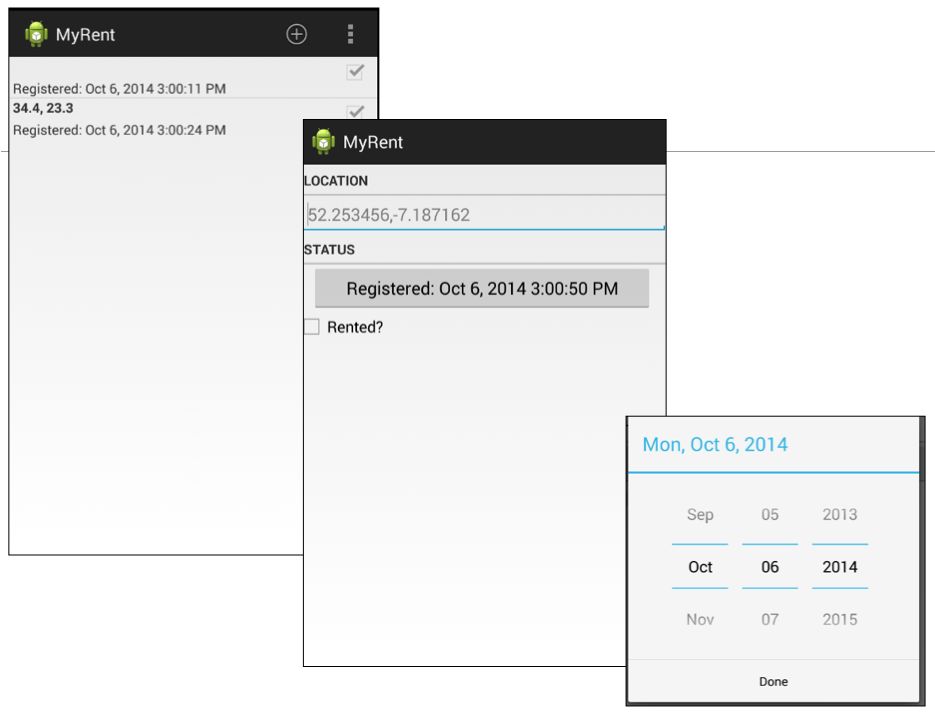 MyRent
Registered: Oct 6, 2014 3:00:11 PM
34.4, 23.3
Registered: Oct 6, 2014 3:00:24 PM
MyRent
LOCATION
52.253456,-7.187162
STATUS
Registered: Oct 6, 2014 3:00:50 PM
Rented?
Mon, Oct 6, 2014
Sep 05 2013
Oct 06 2014
Nov 07 2015
Done